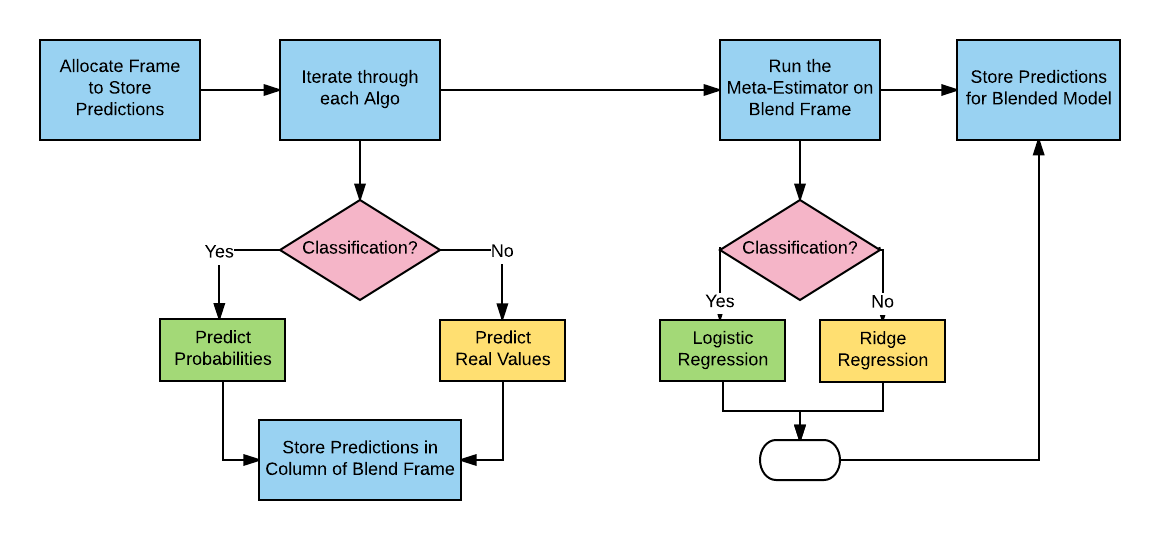 Allocate Frame
to Store
Predictions
Iterate through
each Algo
Run the
Meta-Estimator on
Blend Frame
Store Predictions
for Blended Model
Classification?
Yes
No
Predict
Probabilities
Predict
Real Values
Store Predictions in
Column of Blend Frame
Classification?
Yes
No
Logistic
Regression
Ridge
Regression